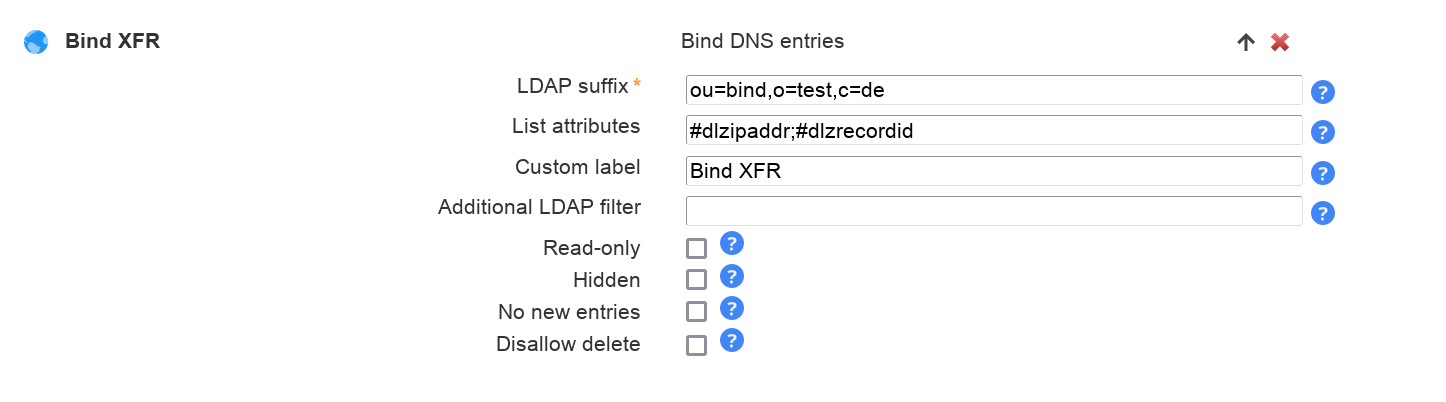 Bind XFR Bind DNS entries
LDAP suffix * ou=bind,o=test,c=de ?
List attributes #dlzipaddr;#dlzrecordid ?
Custom label Bind XFR ?
Additional LDAP filter ?
Read-only ?
Hidden ?
No new entries ?
Disallow delete ?